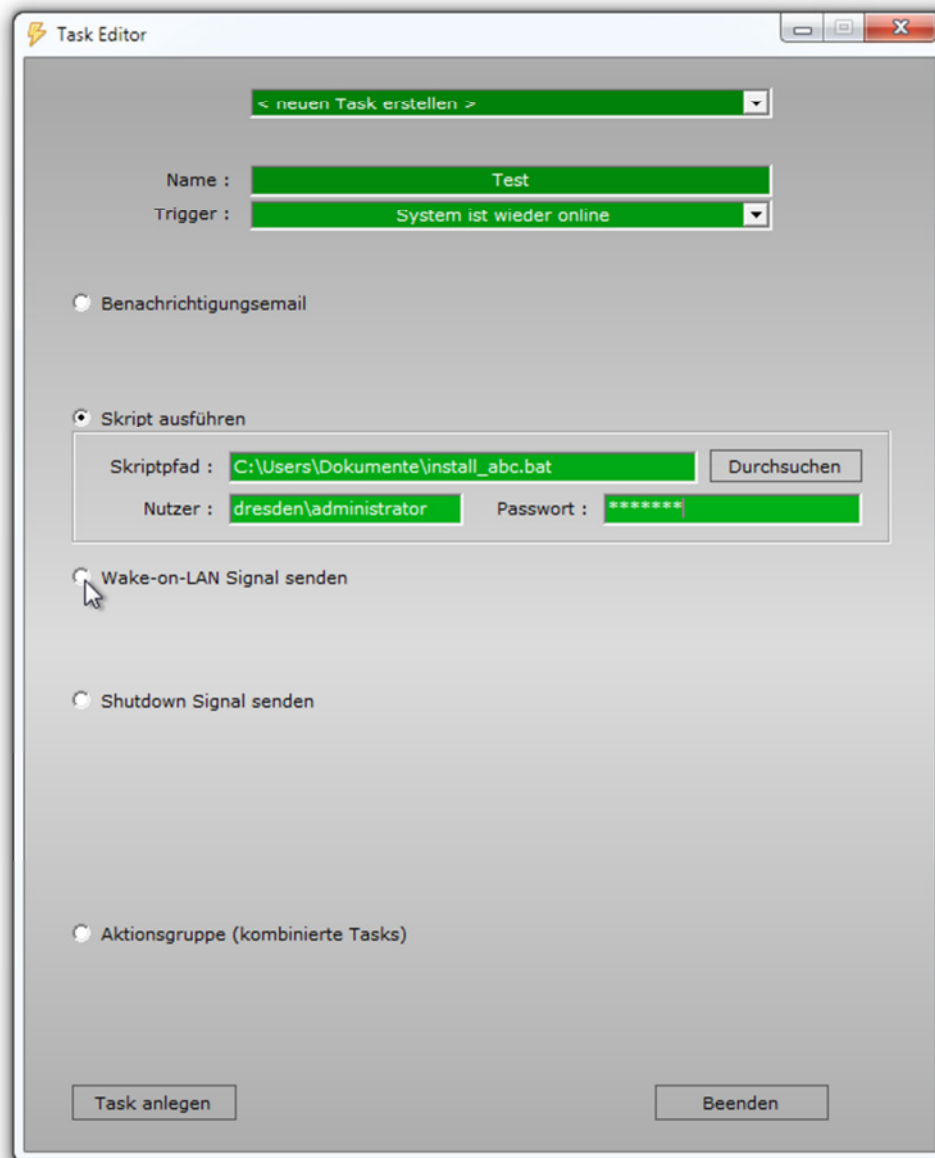 Task Editor
< neuen Task erstellen >
Name : Test
Trigger : System ist wieder online
Benachrichtigungsemail
Skript ausführen
Skriptpfad : C:\Users\Dokumente\install_abc.bat Durchsuchen
Nutzer : dresden\administrator Passwort : *******
Wake-on-LAN Signal senden
Shutdown Signal senden
Aktionsgruppe (kombinierte Tasks)
Task anlegen Beenden